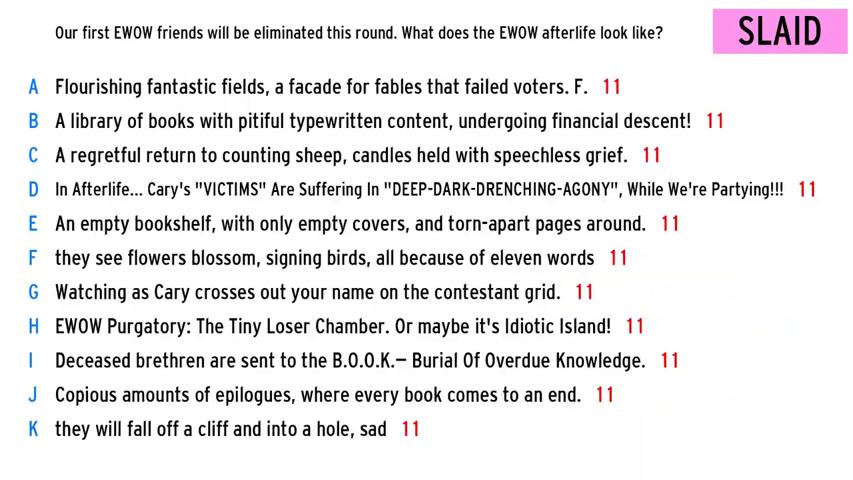 Our first EWOW friends will be eliminated this round. What does the EWOW afterlife look like?
SLAID
A Flourishing fantastic fields, a facade for fables that failed voters. F. 11
B A library of books with pitiful typewritten content, undergoing financial descent! 11
C A regretful return to counting sheep, candles held with speechless grief. 11
D In Afterlife... Cary's "VICTIMS" Are Suffering In "DEEP-DARK-DRENCHING-AGONY", While We're Partying!!! 11
E An empty bookshelf, with only empty covers, and torn-apart pages around. 11
F they see flowers blossom, signing birds, all because of eleven words 11
G Watching as Cary crosses out your name on the contestant grid. 11
H EWOW Purgatory: The Tiny Loser Chamber. Or maybe it's Idiotic Island! 11
I Deceased brethren are sent to the B.O.O.K.– Burial Of Overdue Knowledge. 11
J Copious amounts of epilogues, where every book comes to an end. 11
K they will fall off a cliff and into a hole, sad 11